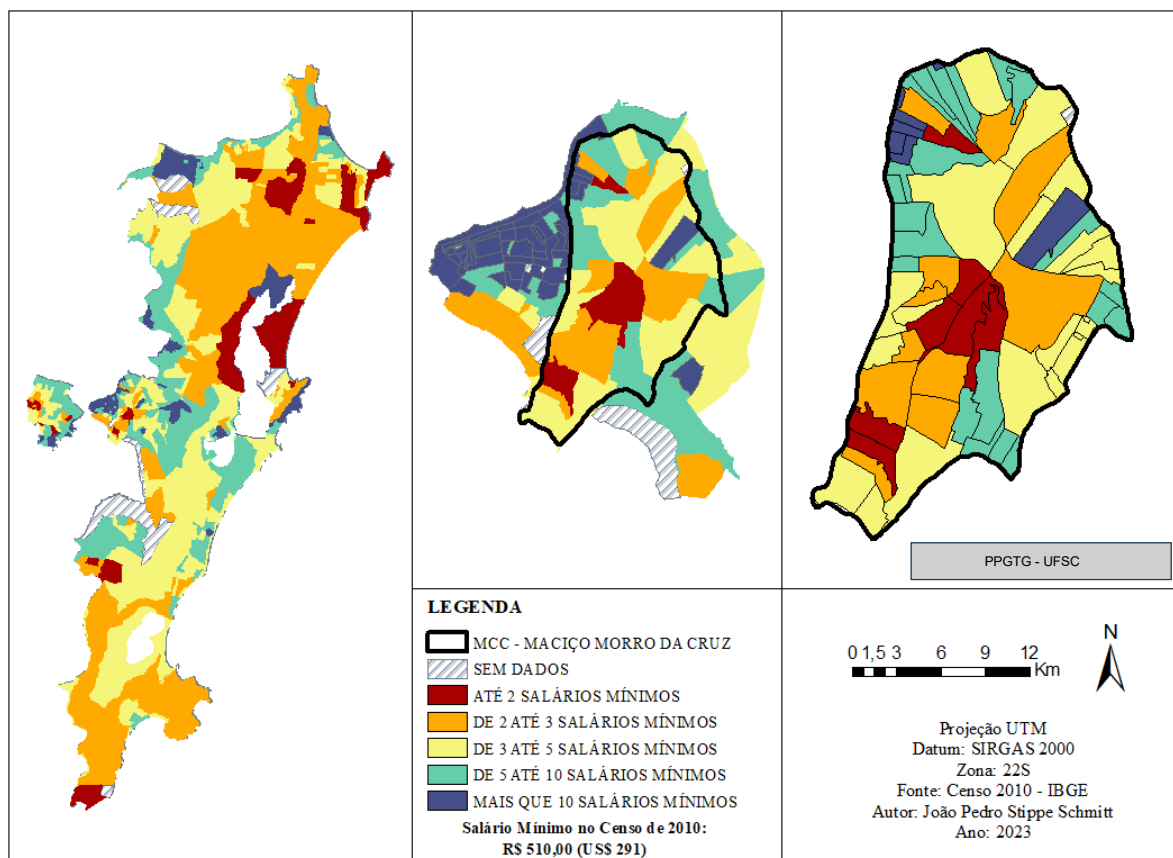 PPGTG - UFSC
LEGENDA
MCC - MACIÇO MORRO DA CRUZ
SEM DADOS
ATÉ 2 SALÁRIOS MÍNIMOS
DE 2 ATÉ 3 SALÁRIOS MÍNIMOS
DE 3 ATÉ 5 SALÁRIOS MÍNIMOS
DE 5 ATÉ 10 SALÁRIOS MÍNIMOS
MAIS QUE 10 SALÁRIOS MÍNIMOS
Salário Mínimo no Censo de 2010:
R$ 510,00 (US$ 291)
0 1,5 3 6 9 12
Km
N
Projeção UTM
Datum: SIRGAS 2000
Zona: 22S
Fonte: Censo 2010 - IBGE
Autor: João Pedro Stippe Schmitt
Ano: 2023